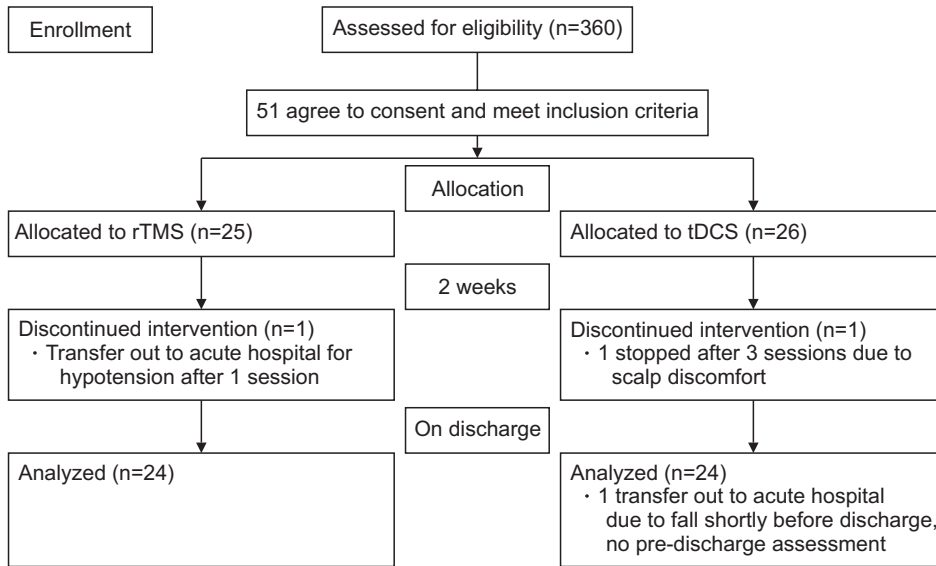 Enrollment
Assessed for eligibility (n=360)
51 agree to consent and meet inclusion criteria
Allocation
Allocated to rTMS (n=25)
Allocated to tDCS (n=26)
2 weeks
Discontinued intervention (n=1)
· Transfer out to acute hospital for
hypotension after 1 session
Discontinued intervention (n=1)
· 1 stopped after 3 sessions due to
scalp discomfort
On discharge
Analyzed (n=24)
Analyzed (n=24)
· 1 transfer out to acute hospital
due to fall shortly before discharge,
no pre-discharge assessment